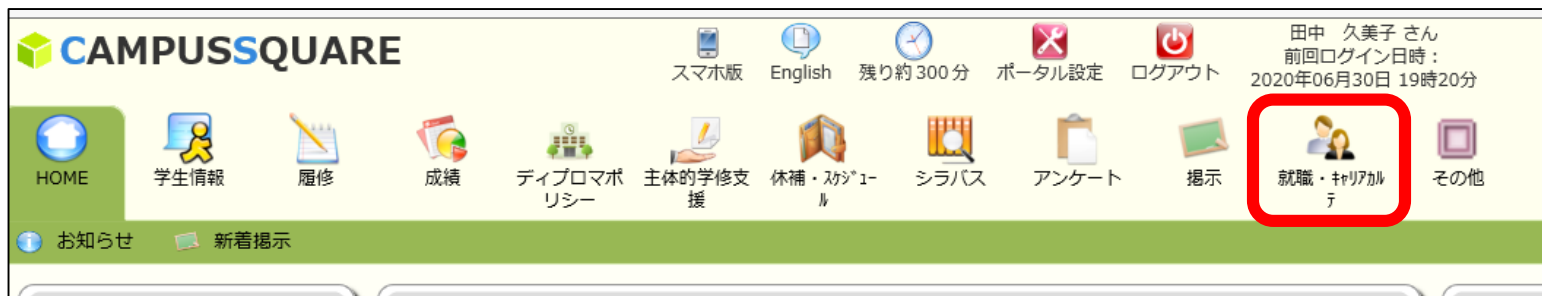 CAMPUSSQUARE
スマホ版
English
残り約300分
ポータル設定
ログアウト
田中 久美子 さん
前回ログイン日時：
2020年06月30日 19時20分
HOME
学生情報
履修
成績
ディプロマポ
リシー
主体的学修支
援
休補・ｽｹｼﾞｭｰ
ﾙ
シラバス
アンケート
掲示
就職・ｷｬﾘｱｶﾙ
ﾃ
その他
お知らせ
新着掲示